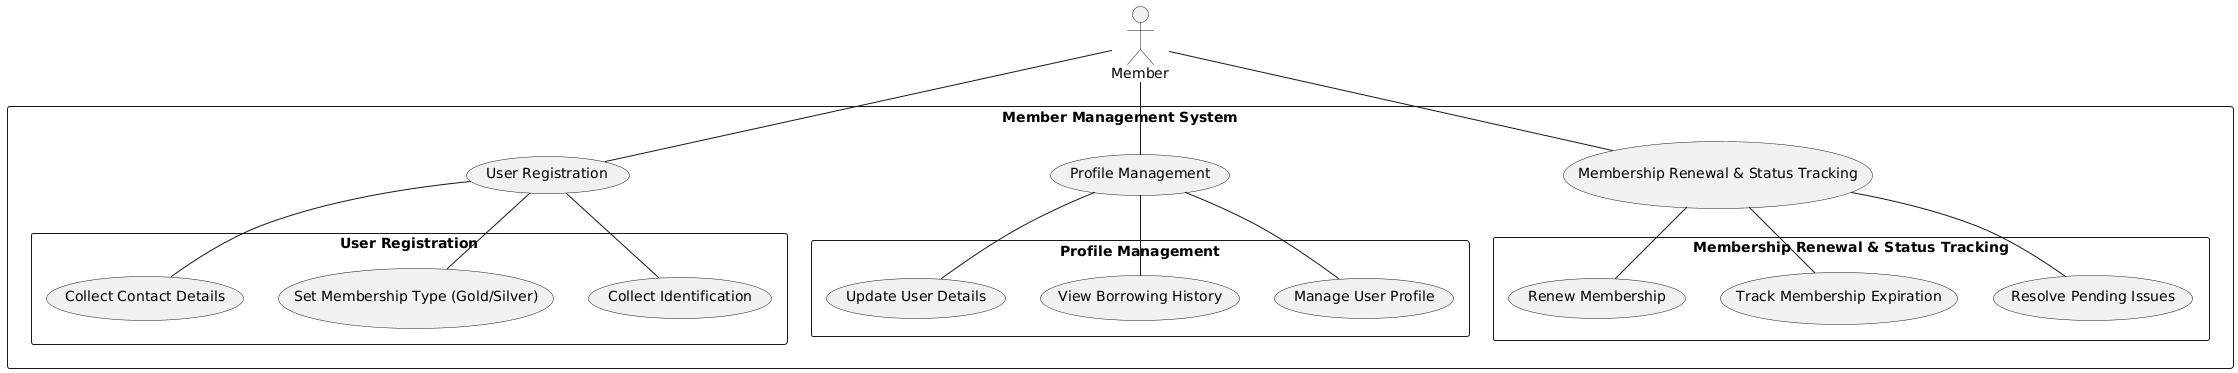 Member
Member Management System
User Registration
Profile Management
Membership Renewal & Status Tracking
User Registration
Collect Contact Details
Set Membership Type (Gold/Silver)
Collect Identification
Profile Management
Update User Details
View Borrowing History
Manage User Profile
Membership Renewal & Status Tracking
Renew Membership
Track Membership Expiration
Resolve Pending Issues